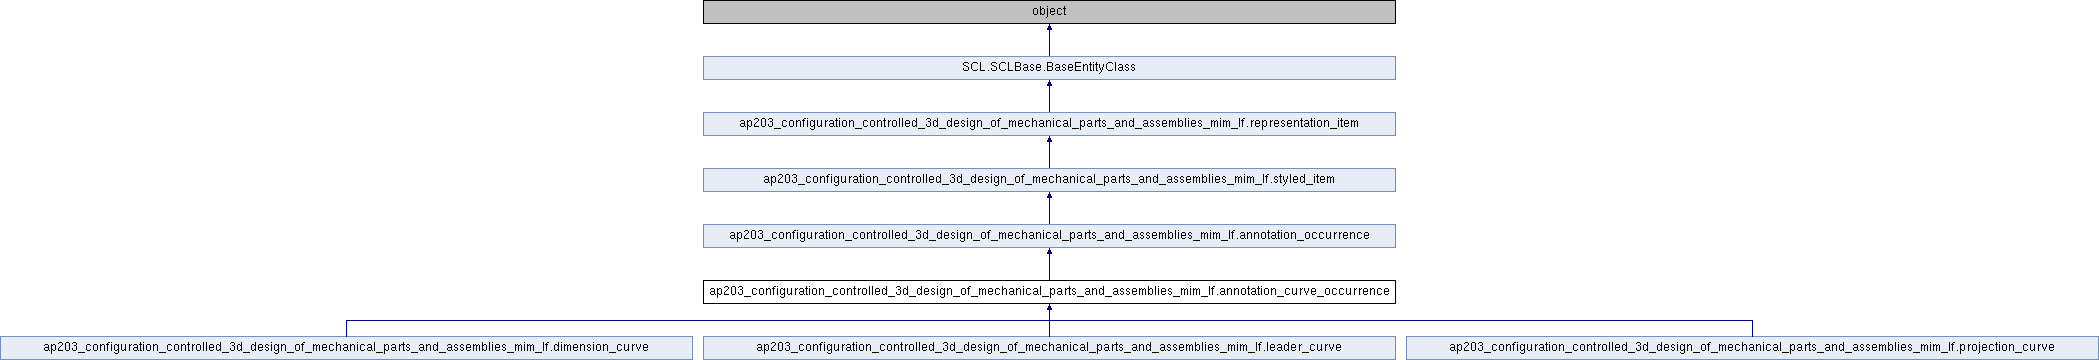 object
SCL.SCLBase.BaseEntityClass
ap203_configuration_controlled_3d_design_of_mechanical_parts_and_assemblies_mim_lf.representation_item
ap203_configuration_controlled_3d_design_of_mechanical_parts_and_assemblies_mim_lf.styled_item
ap203_configuration_controlled_3d_design_of_mechanical_parts_and_assemblies_mim_lf.annotation_occurrence
ap203_configuration_controlled_3d_design_of_mechanical_parts_and_assemblies_mim_lf.annotation_curve_occurrence
ap203_configuration_controlled_3d_design_of_mechanical_parts_and_assemblies_mim_lf.dimension_curve
ap203_configuration_controlled_3d_design_of_mechanical_parts_and_assemblies_mim_lf.leader_curve
ap203_configuration_controlled_3d_design_of_mechanical_parts_and_assemblies_mim_lf.projection_curve